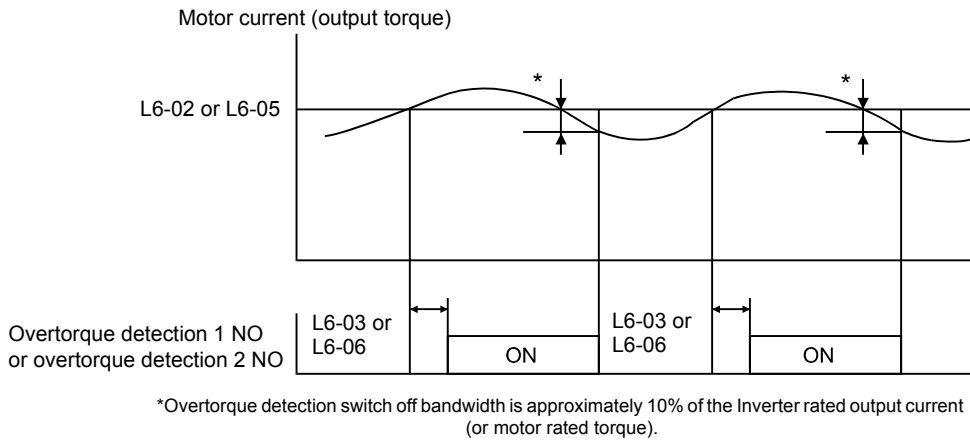 Motor current (output torque)
*
*
L6-02 or L6-05
L6-03 or
L6-06
L6-03 or
L6-06
Overtorque detection 1 NO
or overtorque detection 2 NO
ON
ON
*Overtorque detection switch off bandwidth is approximately 10% of the Inverter rated output current
(or motor rated torque).